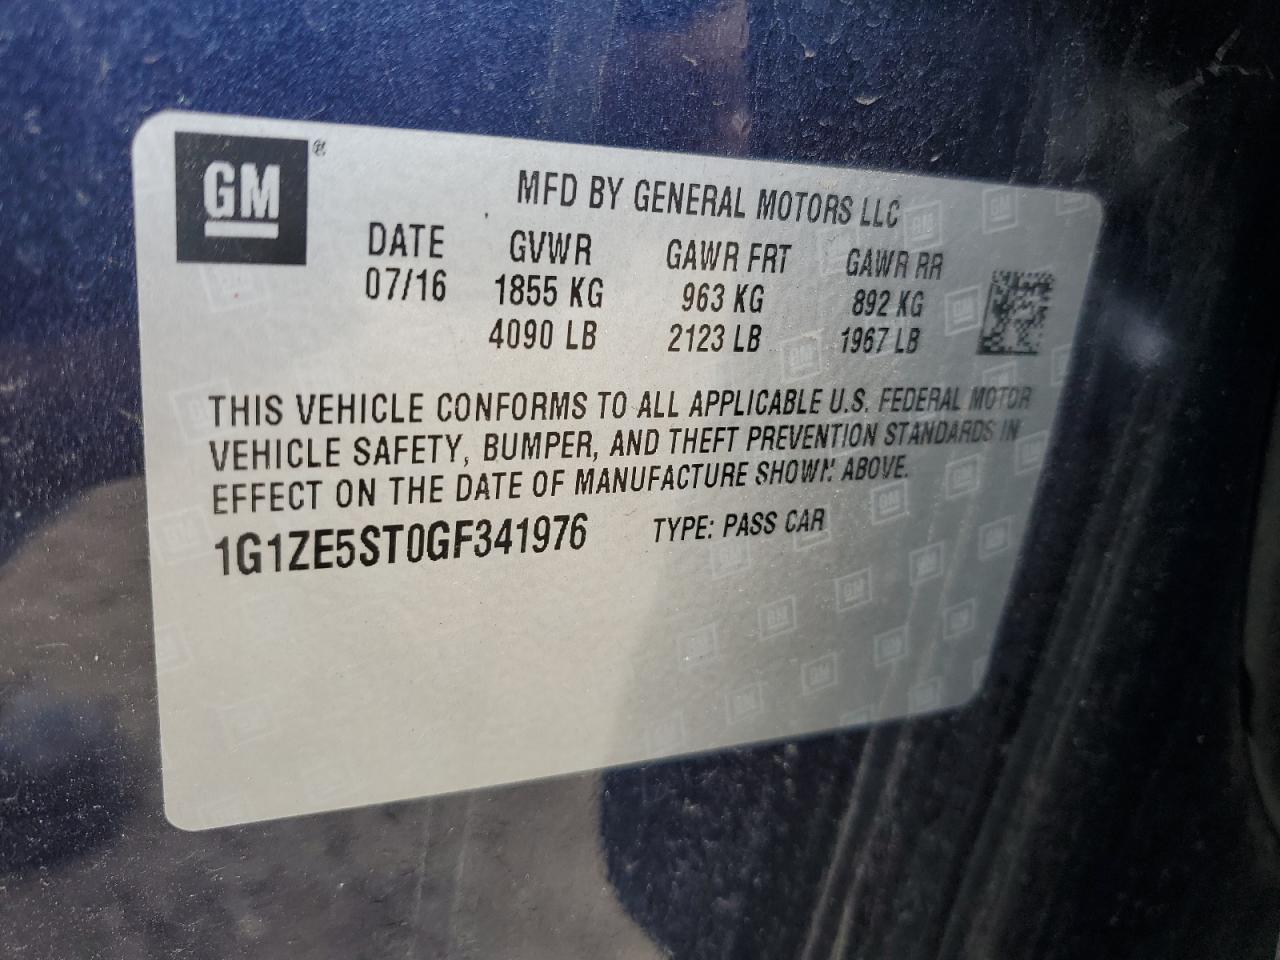 GM®
MFD BY GENERAL MOTORS LLC
DATE GVWR GAWR FRT GAWR RR
07/16 1855 KG 963 KG 892 KG
4090 LB 2123 LB 1967 LB
THIS VEHICLE CONFORMS TO ALL APPLICABLE U.S. FEDERAL MOTOR
VEHICLE SAFETY, BUMPER, AND THEFT PREVENTION STANDARDS IN
EFFECT ON THE DATE OF MANUFACTURE SHOWN ABOVE.
1G1ZE5ST0GF341976 TYPE: PASS CAR